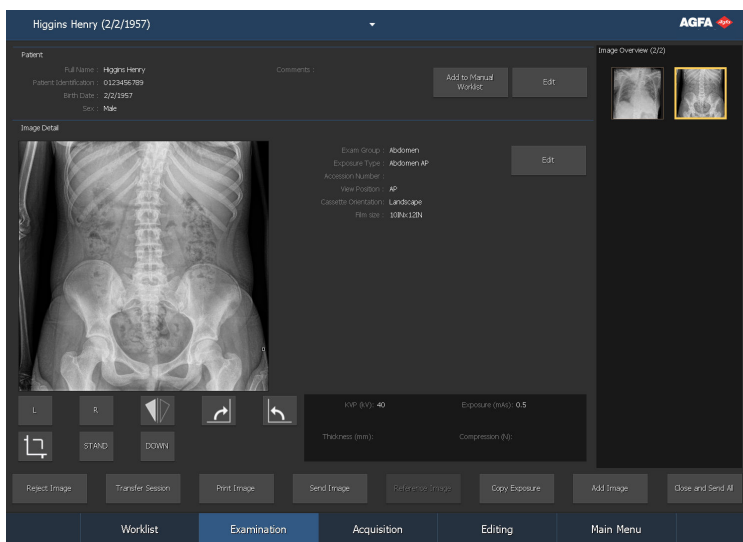 Higgins Henry (2/2/1957)
AGFA
Patient
Full Name : Higgins Henry
Patient Identification : 0123456789
Birth Date : 2/2/1957
Sex : Male
Comments :
Add to Manual
Worklist
Edit
Image Overview (2/2)
Image Detail
Exam Group : Abdomen
Exposure Type : Abdomen AP
Accession Number :
View Position : AP
Cassette Orientation: Landscape
Film size : 10INx12IN
Edit
L
R
STAND
DOWN
KVP (kV): 40
Exposure (mAs): 0.5
Thickness (mm):
Compression (N):
Reject Image
Transfer Session
Print Image
Send Image
Reference Image
Copy Exposure
Add Image
Close and Send All
Worklist
Examination
Acquisition
Editing
Main Menu